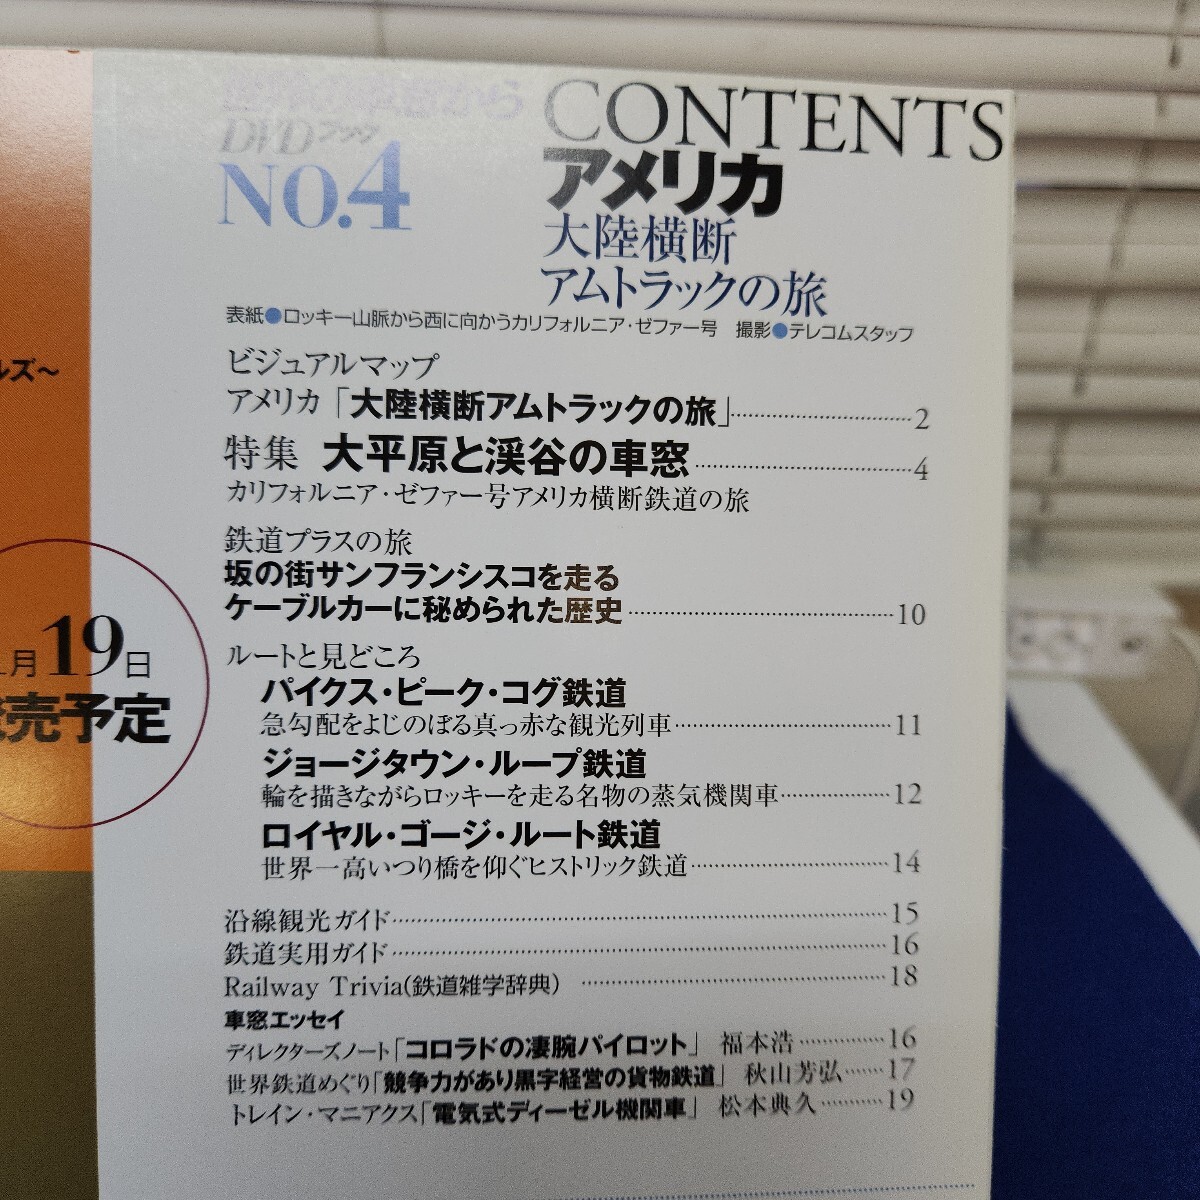 から
DVDブック
NO.4
CONTENTS
アメリカ
大陸横断
アムトラックの旅
表紙●ロッキー山脈から西に向かうカリフォルニア・ゼファー号 撮影●テレコムスタッフ
ビジュアルマップ
アメリカ「大陸横断アムトラックの旅」 2
特集 大平原と渓谷の車窓 4
カリフォルニア・ゼファー号アメリカ横断鉄道の旅
鉄道プラスの旅
坂の街サンフランシスコを走る
ケーブルカーに秘められた歴史 10
ルートと見どころ
パイクス・ピーク・コグ鉄道
急勾配をよじのぼる真っ赤な観光列車 11
ジョージタウン・ループ鉄道
輪を描きながらロッキーを走る名物の蒸気機関車 12
ロイヤル・ゴージ・ルート鉄道
世界一高いつり橋を仰ぐヒストリック鉄道 14
沿線観光ガイド 15
鉄道実用ガイド 16
Railway Trivia(鉄道雑学辞典) 18
車窓エッセイ
ディレクターズノート「コロラドの凄腕パイロット」 福本浩 16
世界鉄道めぐり「競争力があり黒字経営の貨物鉄道」 秋山芳弘 17
トレイン・マニアクス「電気式ディーゼル機関車」 松本典久 19
ルズ〜
月19日
売予定